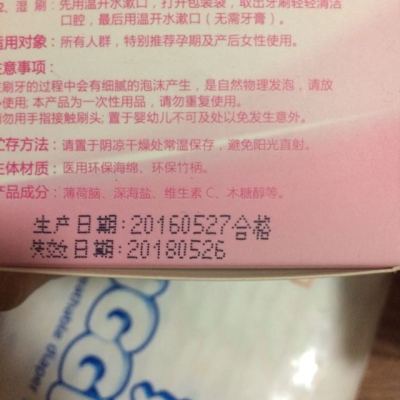 2、湿 刷：先用温开水漱口，打开包装袋，取出牙刷轻轻清洁
口腔，最后用温开水漱口（无需牙膏）。
适用对象：所有人群，特别推荐孕期及产后女性使用。
注意事项：
刷牙的过程中会有细腻的泡沫产生，是自然物理发泡，请放
心使用；本产品为一次性用品，请勿重复使用。
请勿用手指接触刷头；置于婴幼儿不可及处以免发生意外。
贮存方法：请置于阴凉干燥处常温保存，避免阳光直射。
主体材质：医用环保海绵、环保竹柄。
产品成分：薄荷脑、深海盐、维生素 C、木糖醇等。
生产日期:20160527合格
失效日期:20180526
diaper